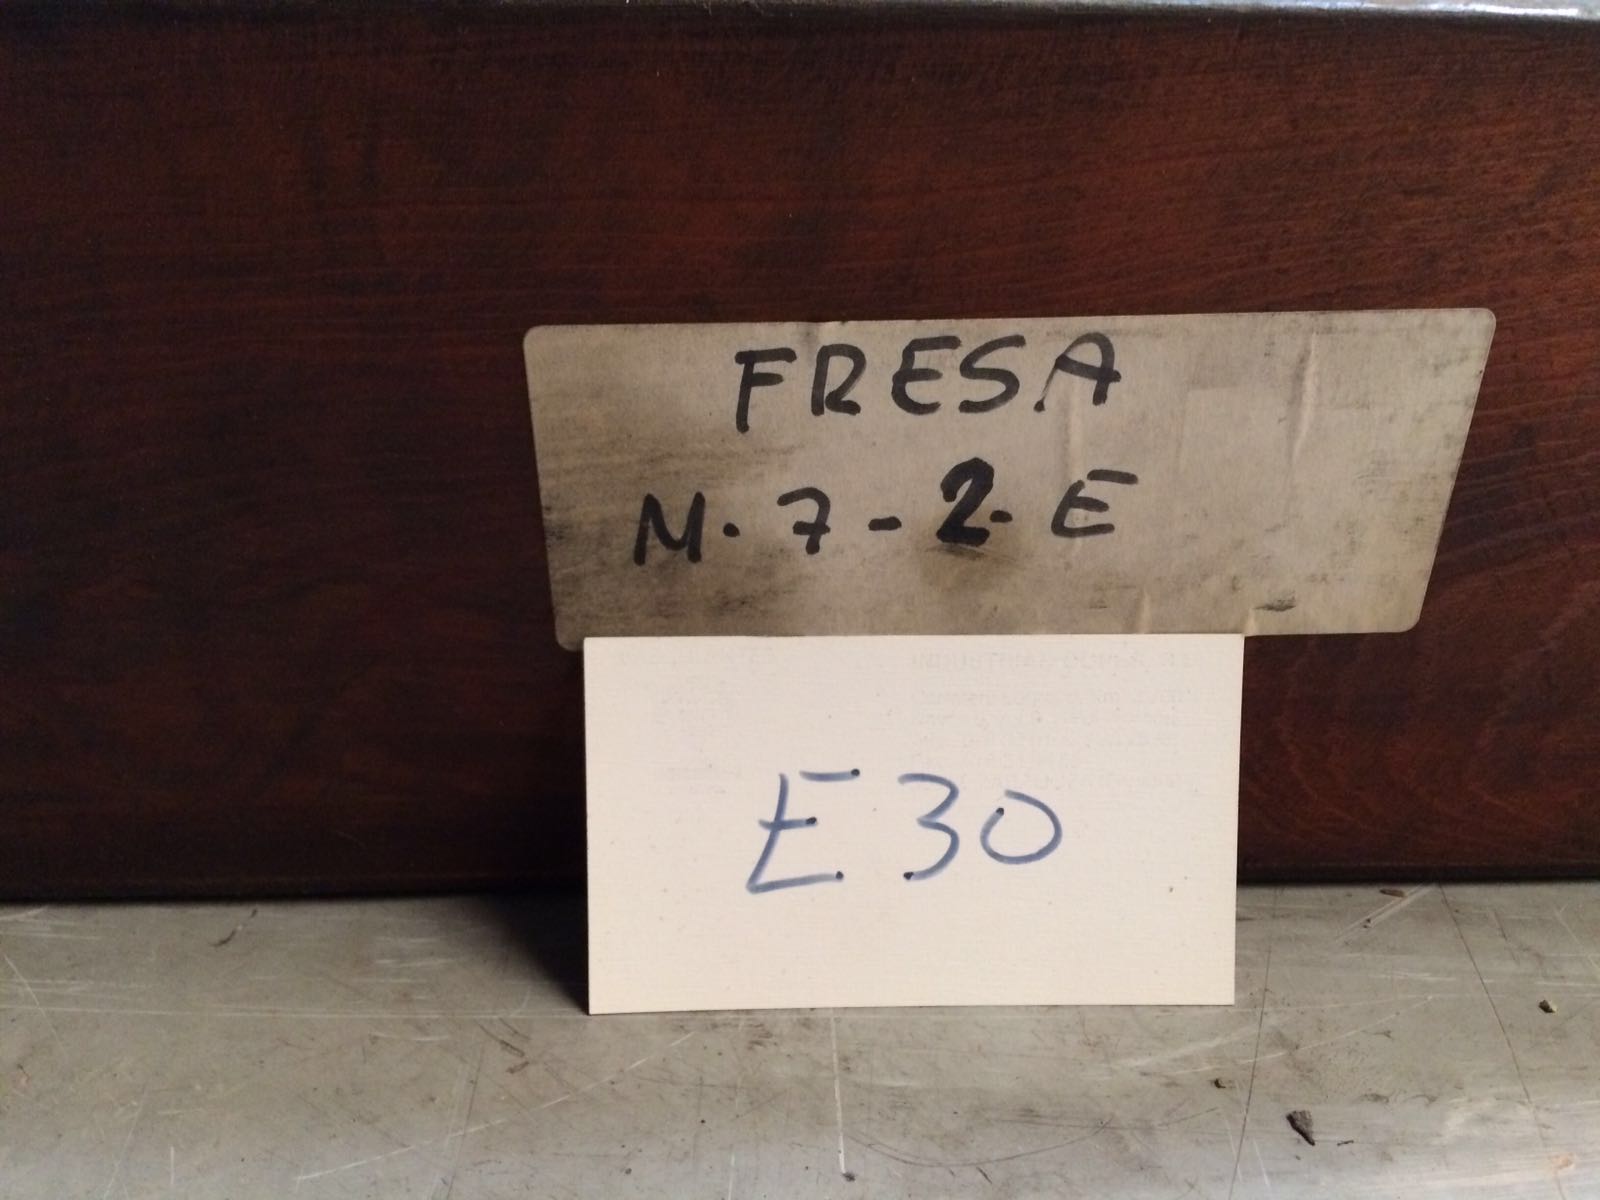 FRESA
M. 7 - 2. E
E30